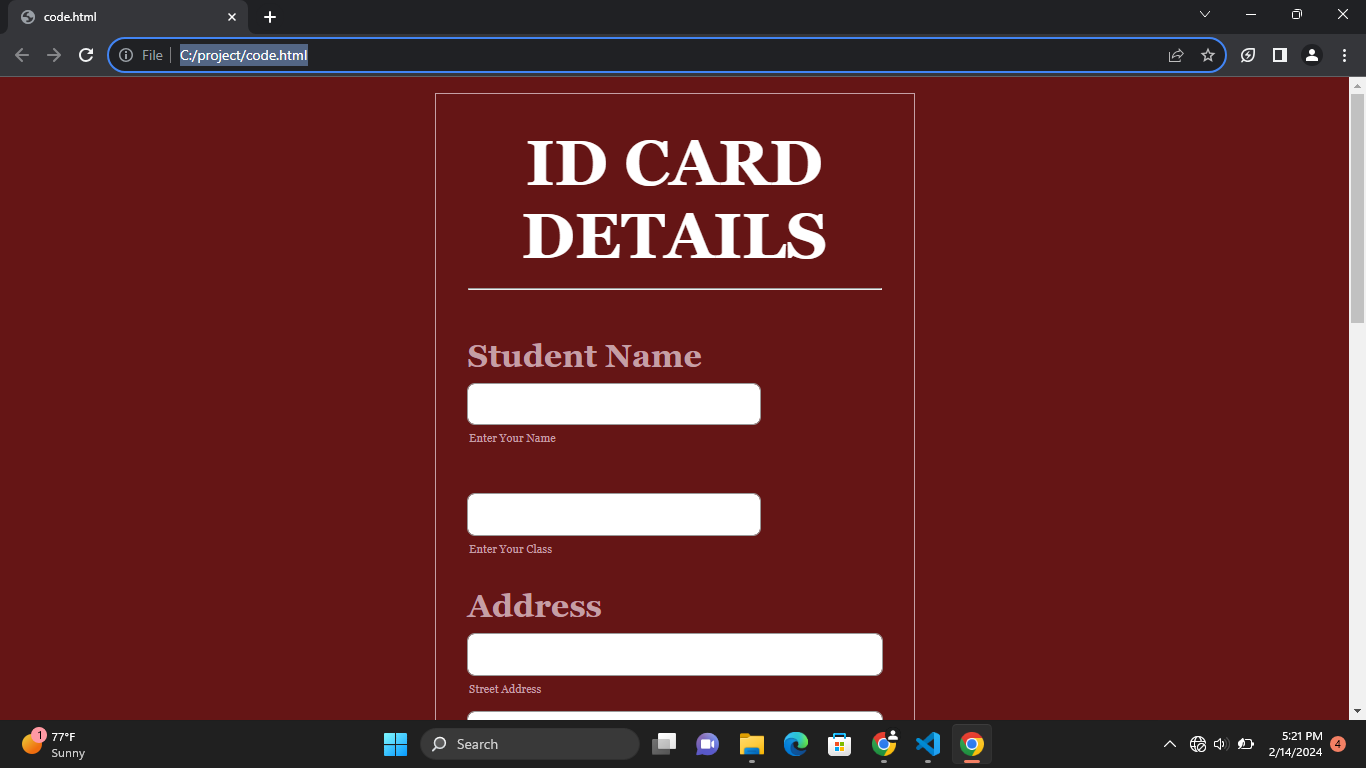 code.html
File
C:/project/code.html
ID CARD
DETAILS
Student Name
Enter Your Name
Enter Your Class
Address
Street Address
1
77°F
Sunny
Search
5:21 PM
2/14/2024
4